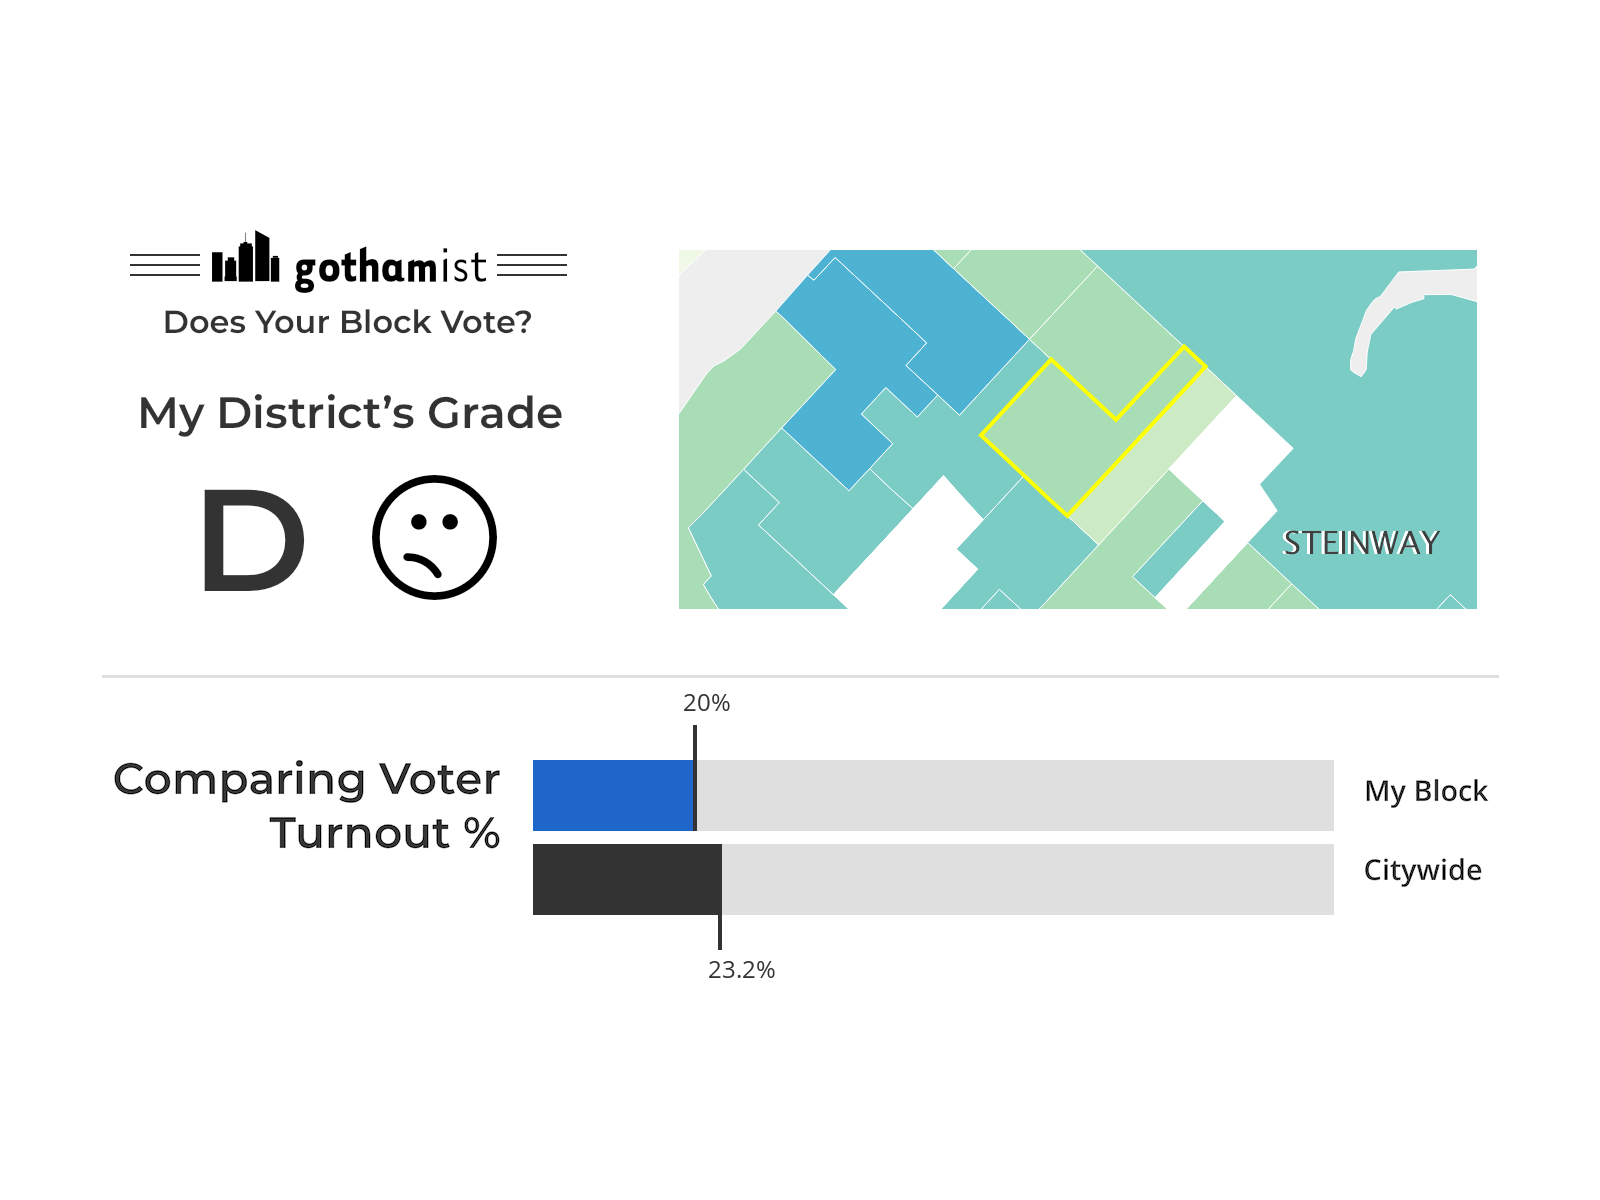 gothamist
Does Your Block Vote?
My District’s Grade
D
STEINWAY
20%
Comparing Voter
Turnout %
My Block
Citywide
23.2%